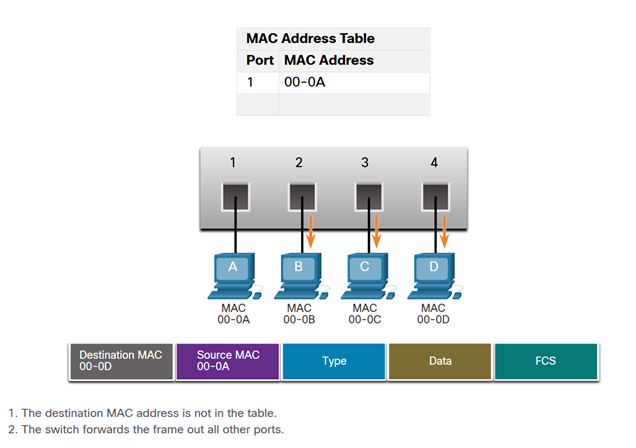 MAC Address Table
Port MAC Address
1 00-0A
1 2 3 4
A B C D
MAC MAC MAC MAC
00-0A 00-0B 00-0C 00-0D
Destination MAC Source MAC Type Data FCS
00-0D 00-0A
1. The destination MAC address is not in the table.
2. The switch forwards the frame out all other ports.